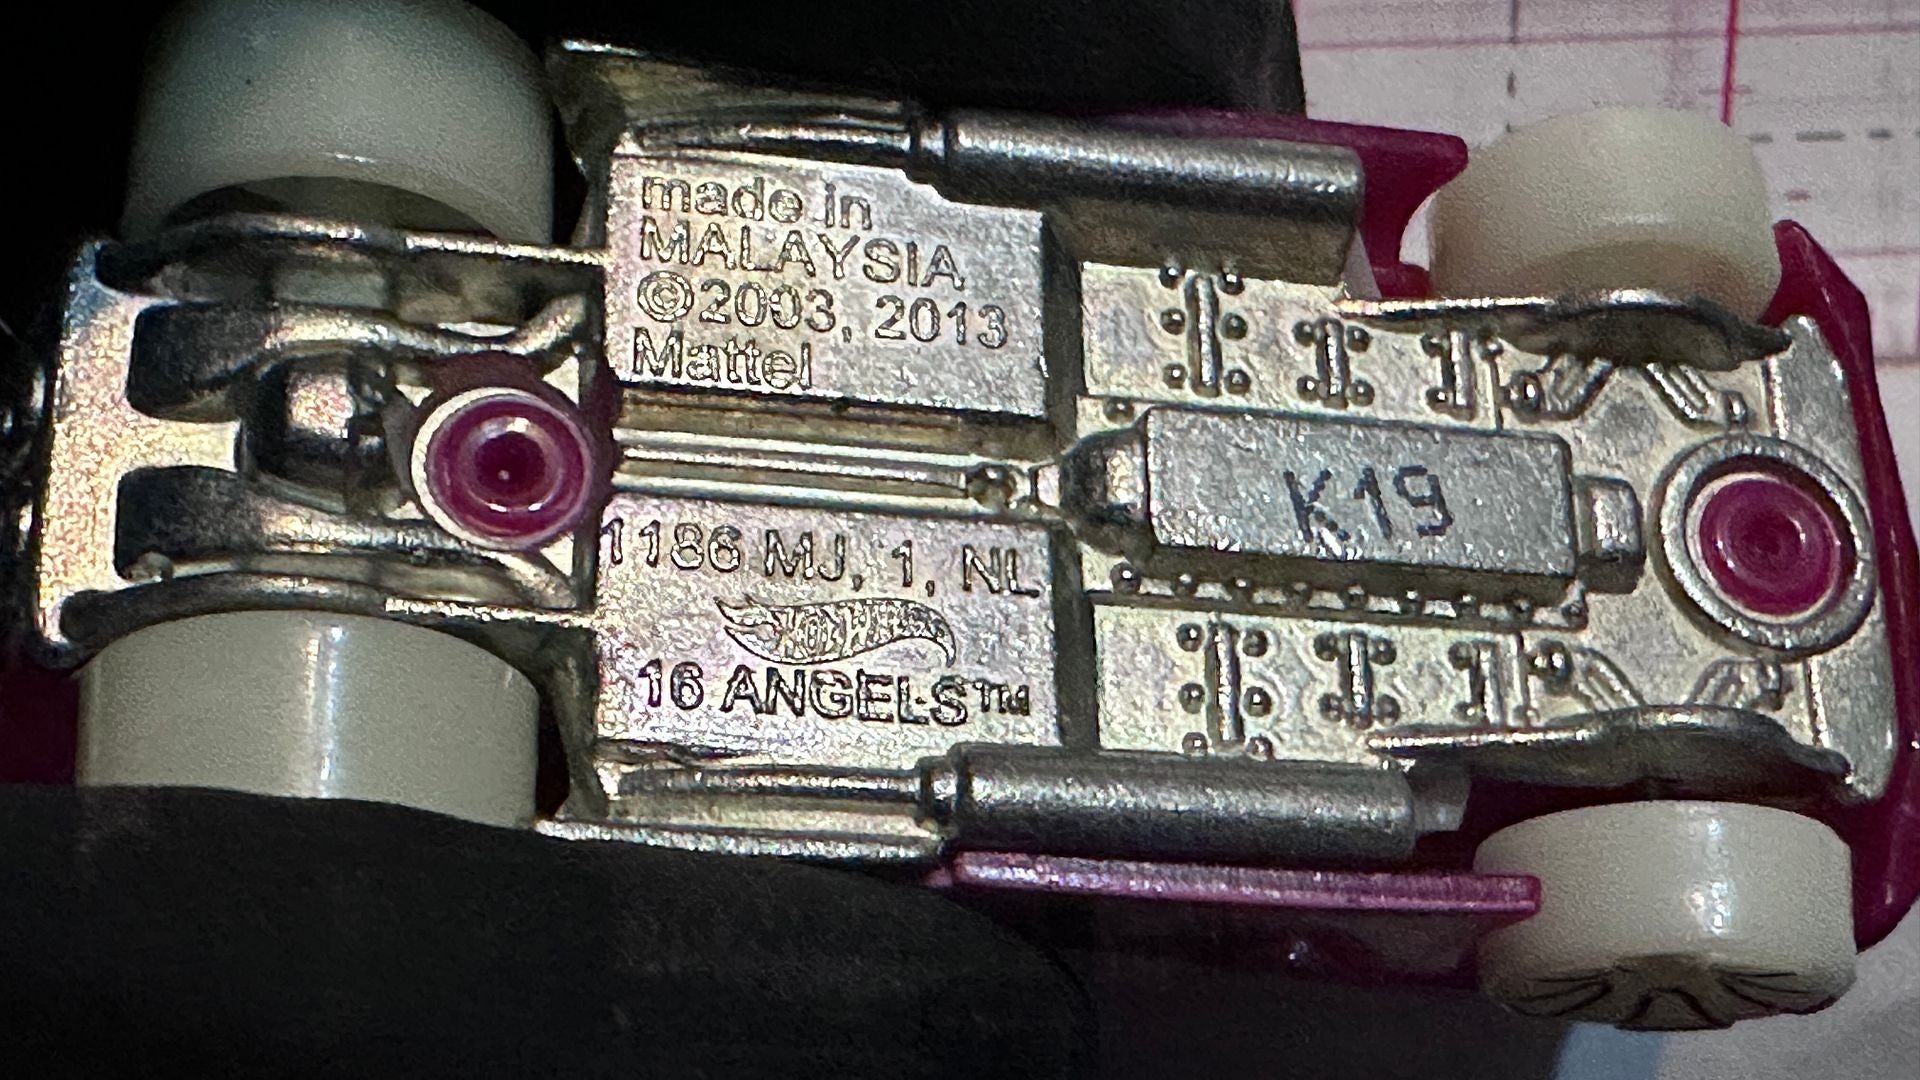 made in
MALAYSIA
©2003, 2013
Mattel
K19
1186 MJ, 1, NL
HOT WHEELS
16 ANGELS™